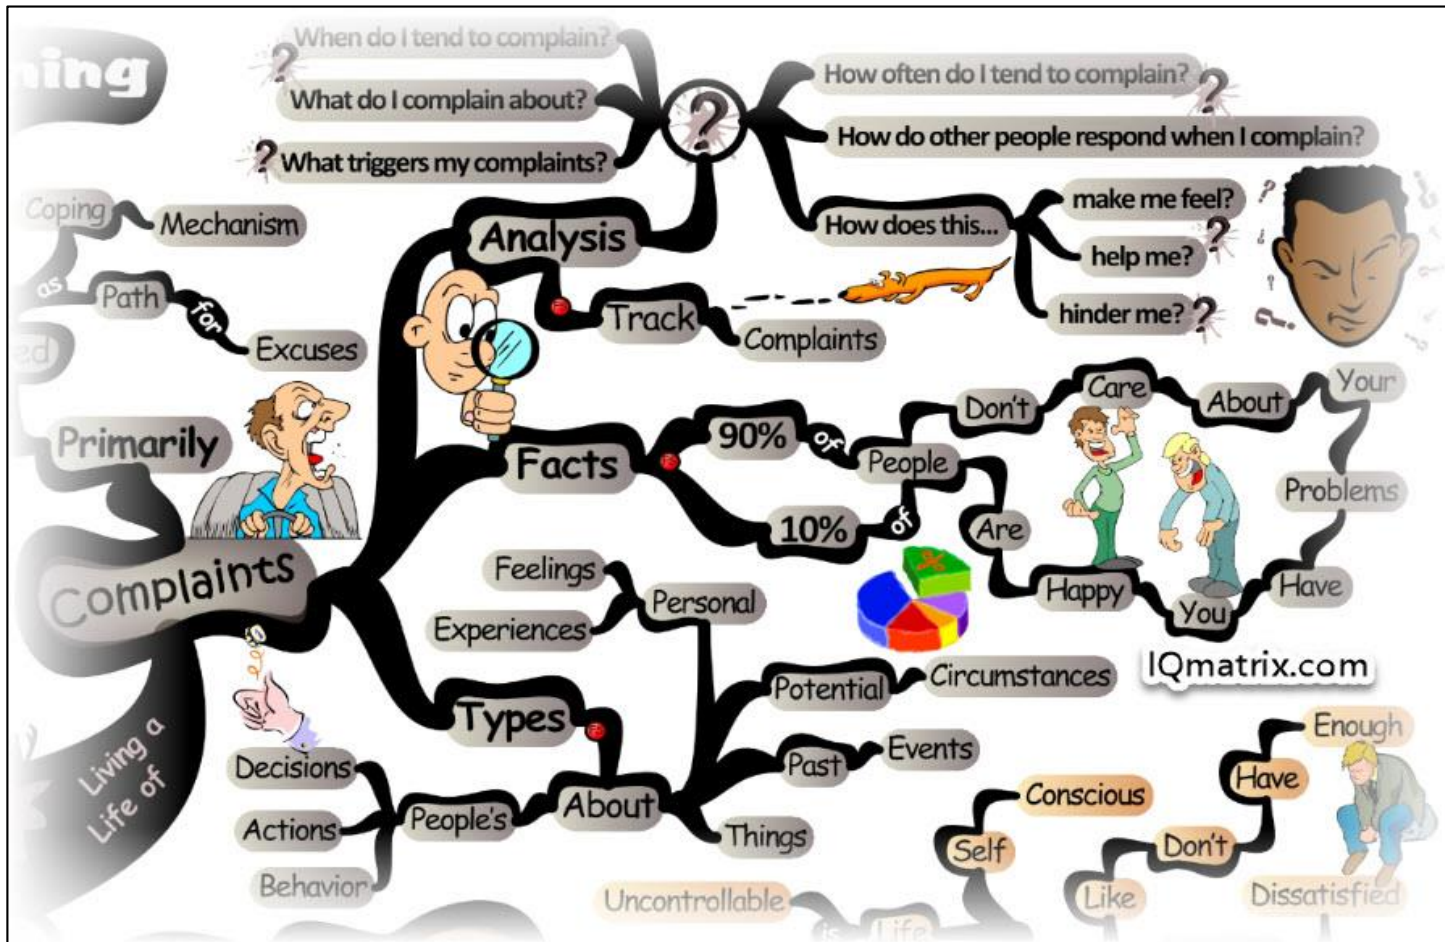 ning
When do I tend to complain?
What do I complain about?
What triggers my complaints?
?
How often do I tend to complain?
How do other people respond when I complain?
How does this...
make me feel?
help me?
hinder me?
Coping
Mechanism
as
Path
for
Excuses
ed
Analysis
Track
Complaints
Primarily
Facts
90%
of
10%
of
People
Don't
Care
About
Your
Problems
Are
Happy
You
Have
IQmatrix.com
Complaints
Living a
Life of
Types
About
Personal
Feelings
Experiences
Potential
Circumstances
Past
Events
Things
People's
Decisions
Actions
Behavior
Uncontrollable
is
Life
Self
Conscious
Like
Don't
Have
Enough
Dissatisfied